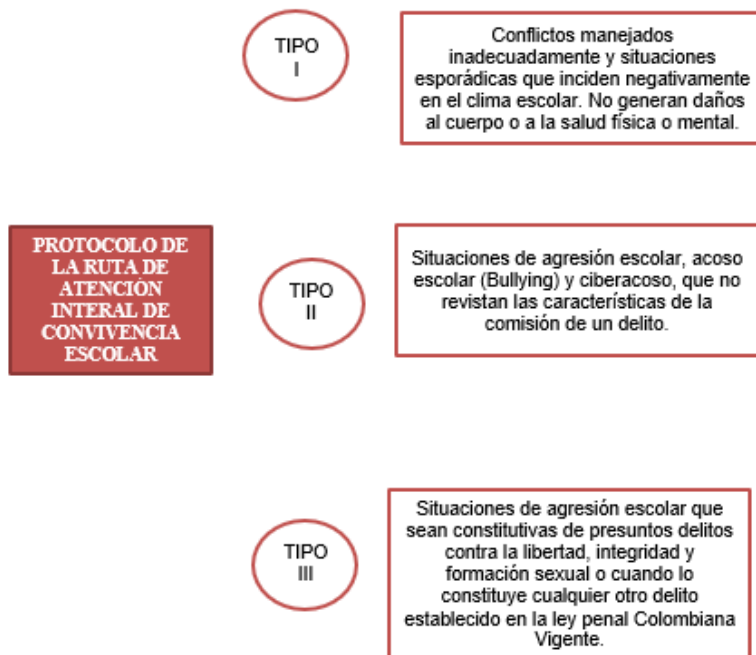 TIPO
I
Conflictos manejados
inadecuadamente y situaciones
esporádicas que inciden negativamente
en el clima escolar. No generan daños
al cuerpo o a la salud física o mental.
PROTOCOLO DE
LA RUTA DE
ATENCIÓN
INTERAL DE
CONVIVENCIA
ESCOLAR
TIPO
II
Situaciones de agresión escolar, acoso
escolar (Bullying) y ciberacoso, que no
revistan las características de la
comisión de un delito.
TIPO
III
Situaciones de agresión escolar que
sean constitutivas de presuntos delitos
contra la libertad, integridad y
formación sexual o cuando lo
constituye cualquier otro delito
establecido en la ley penal Colombiana
Vigente.